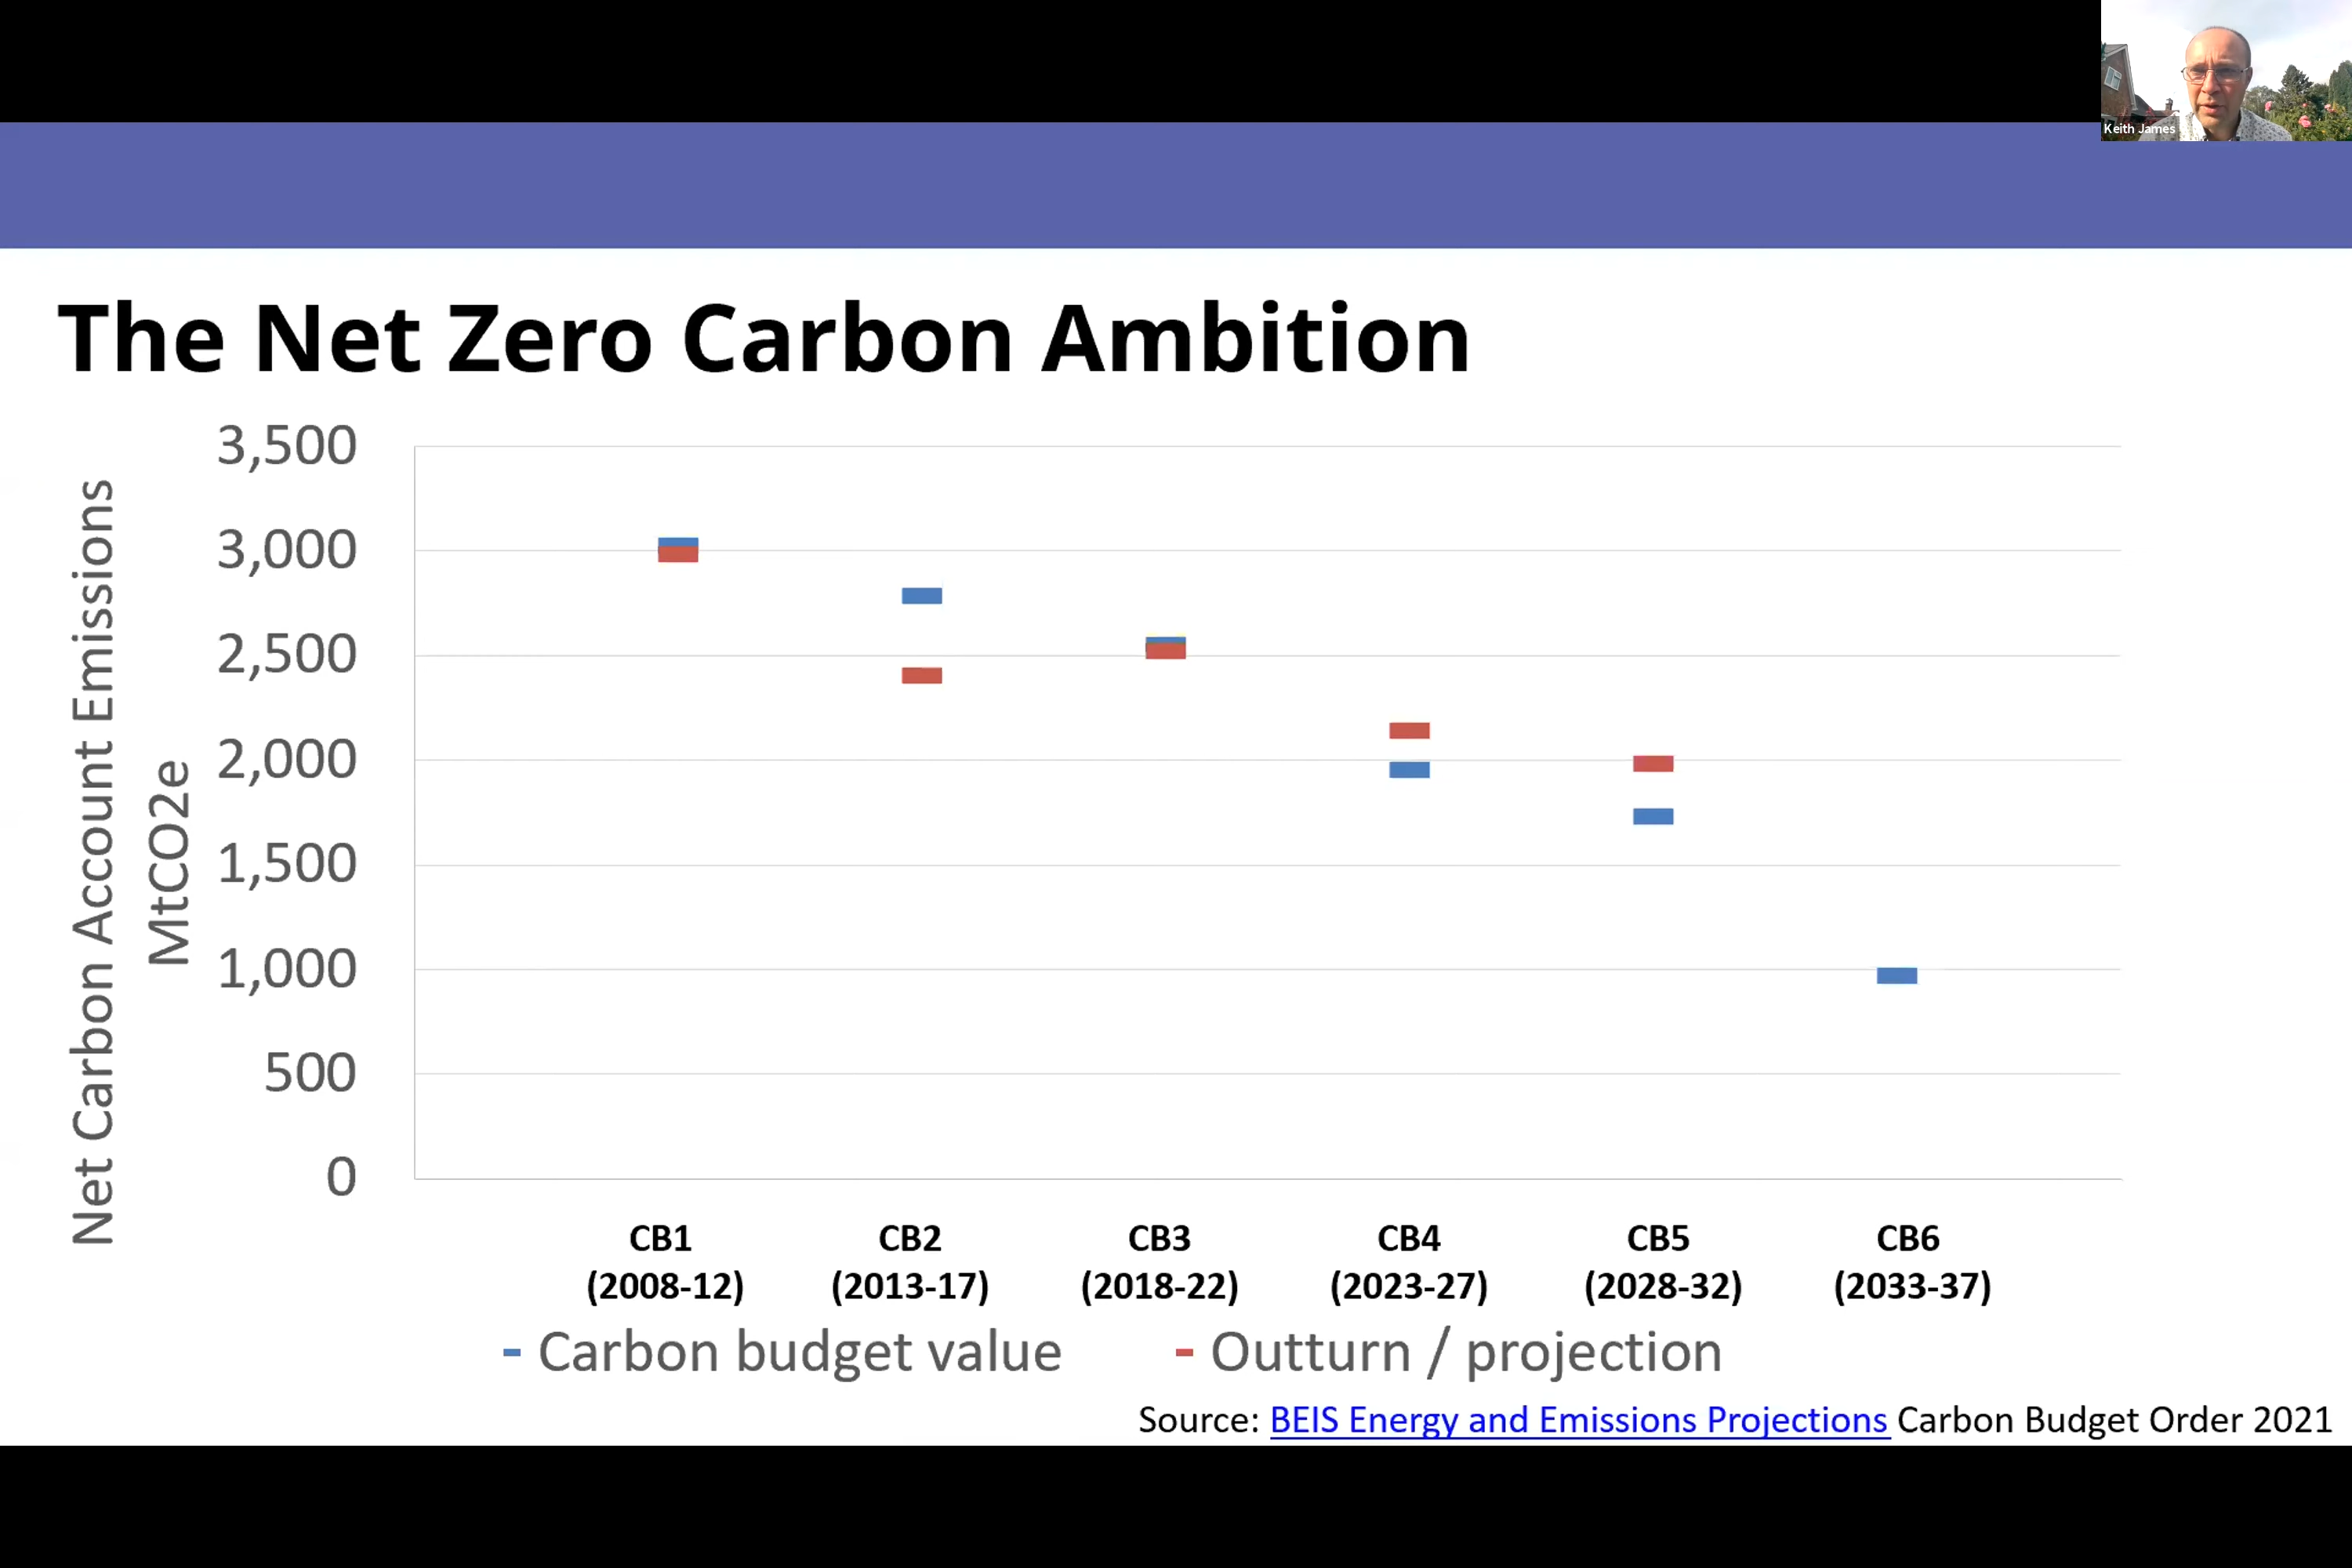 Keith James
The Net Zero Carbon Ambition
Net Carbon Account Emissions
MtCO2e
3,500
3,000
2,500
2,000
1,500
1,000
500
0
CB1
(2008-12)
CB2
(2013-17)
CB3
(2018-22)
CB4
(2023-27)
CB5
(2028-32)
CB6
(2033-37)
Carbon budget value
Outturn / projection
Source: BEIS Energy and Emissions Projections Carbon Budget Order 2021